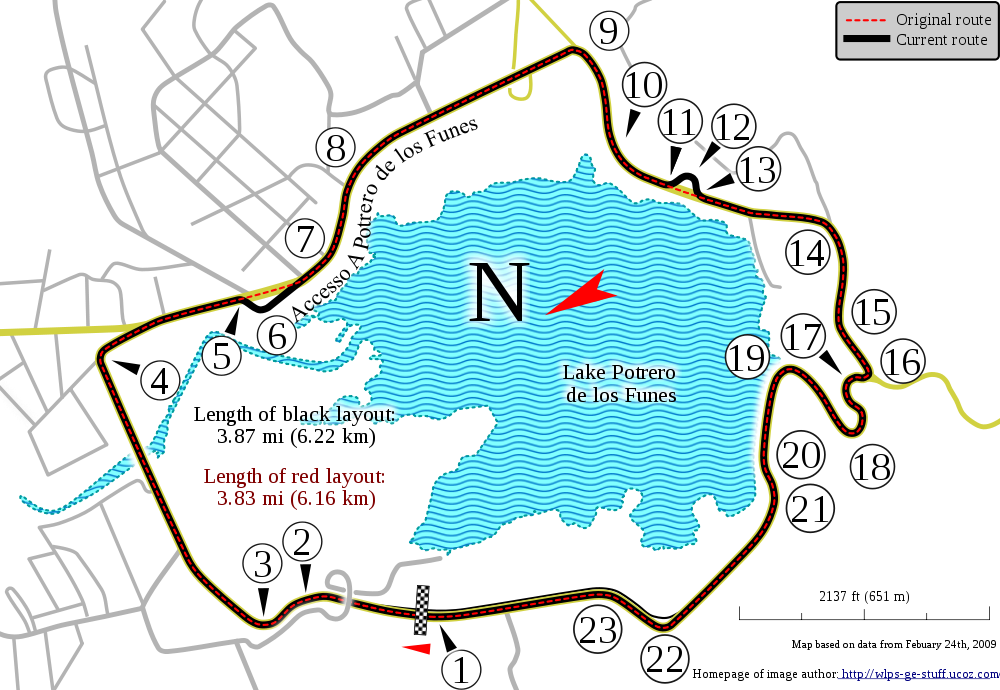 Original route
Current route
9
10
11
12
13
8
Accesso A Potrero de los Funes
7
14
N
15
6
5
17
16
19
4
Lake Potrero
de los Funes
Length of black layout:
3.87 mi (6.22 km)
20
18
Length of red layout:
3.83 mi (6.16 km)
21
2
3
2137 ft (651 m)
23
22
1
Map based on data from Febuary 24th, 2009
Homepage of image author: http://wlps-ge-stuff.ucoz.com